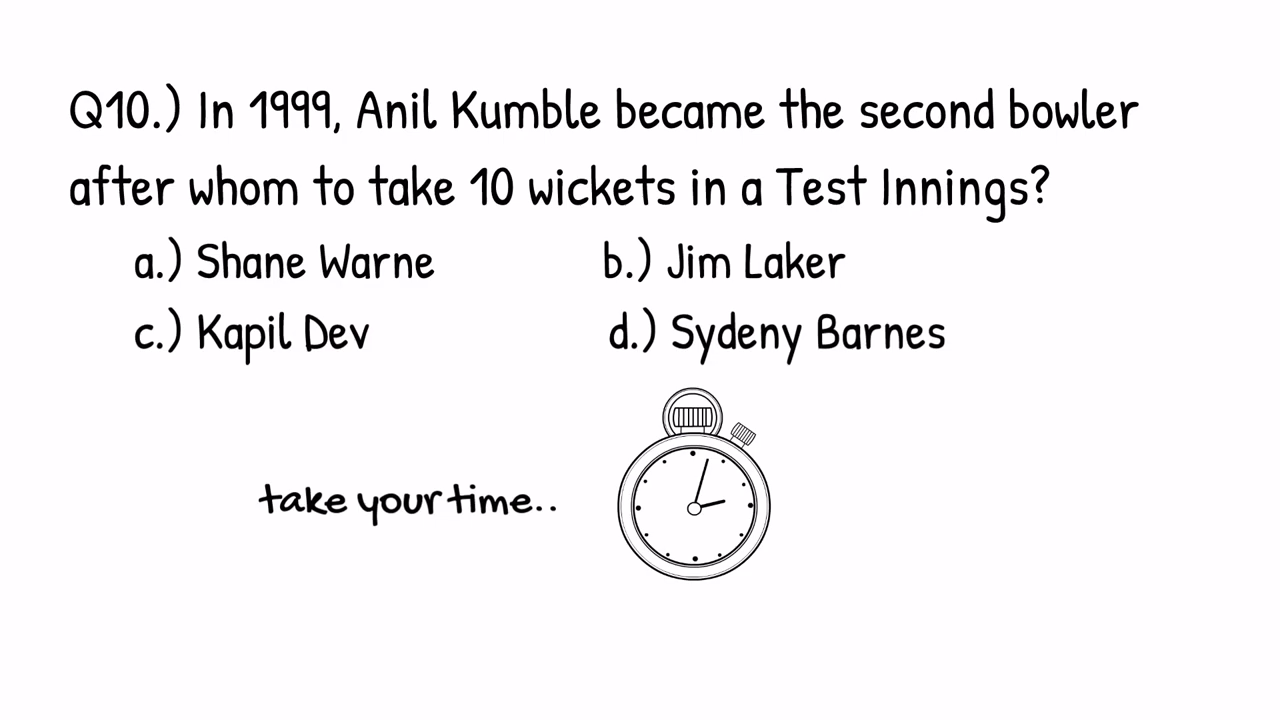 Q10.) In 1999, Anil Kumble became the second bowler
after whom to take 10 wickets in a Test Innings?
a.) Shane Warne b.) Jim Laker
c.) Kapil Dev d.) Sydeny Barnes
take your time..